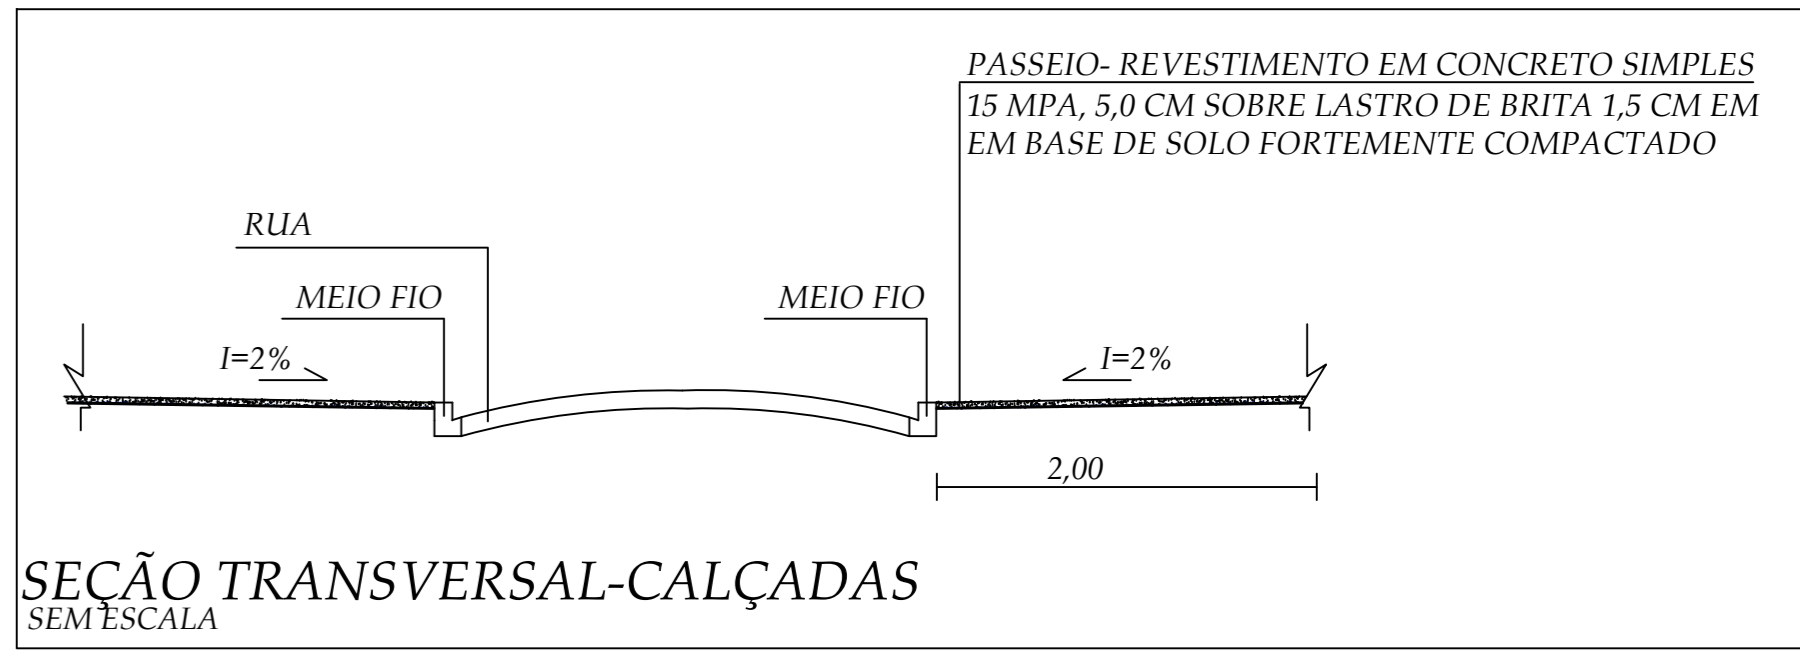 PASSEIO- REVESTIMENTO EM CONCRETO SIMPLES
15 MPA, 5,0 CM SOBRE LASTRO DE BRITA 1,5 CM EM
EM BASE DE SOLO FORTEMENTE COMPACTADO
RUA
MEIO FIO
MEIO FIO
I=2%
I=2%
2,00
SEÇÃO TRANSVERSAL-CALÇADAS
SEM ESCALA